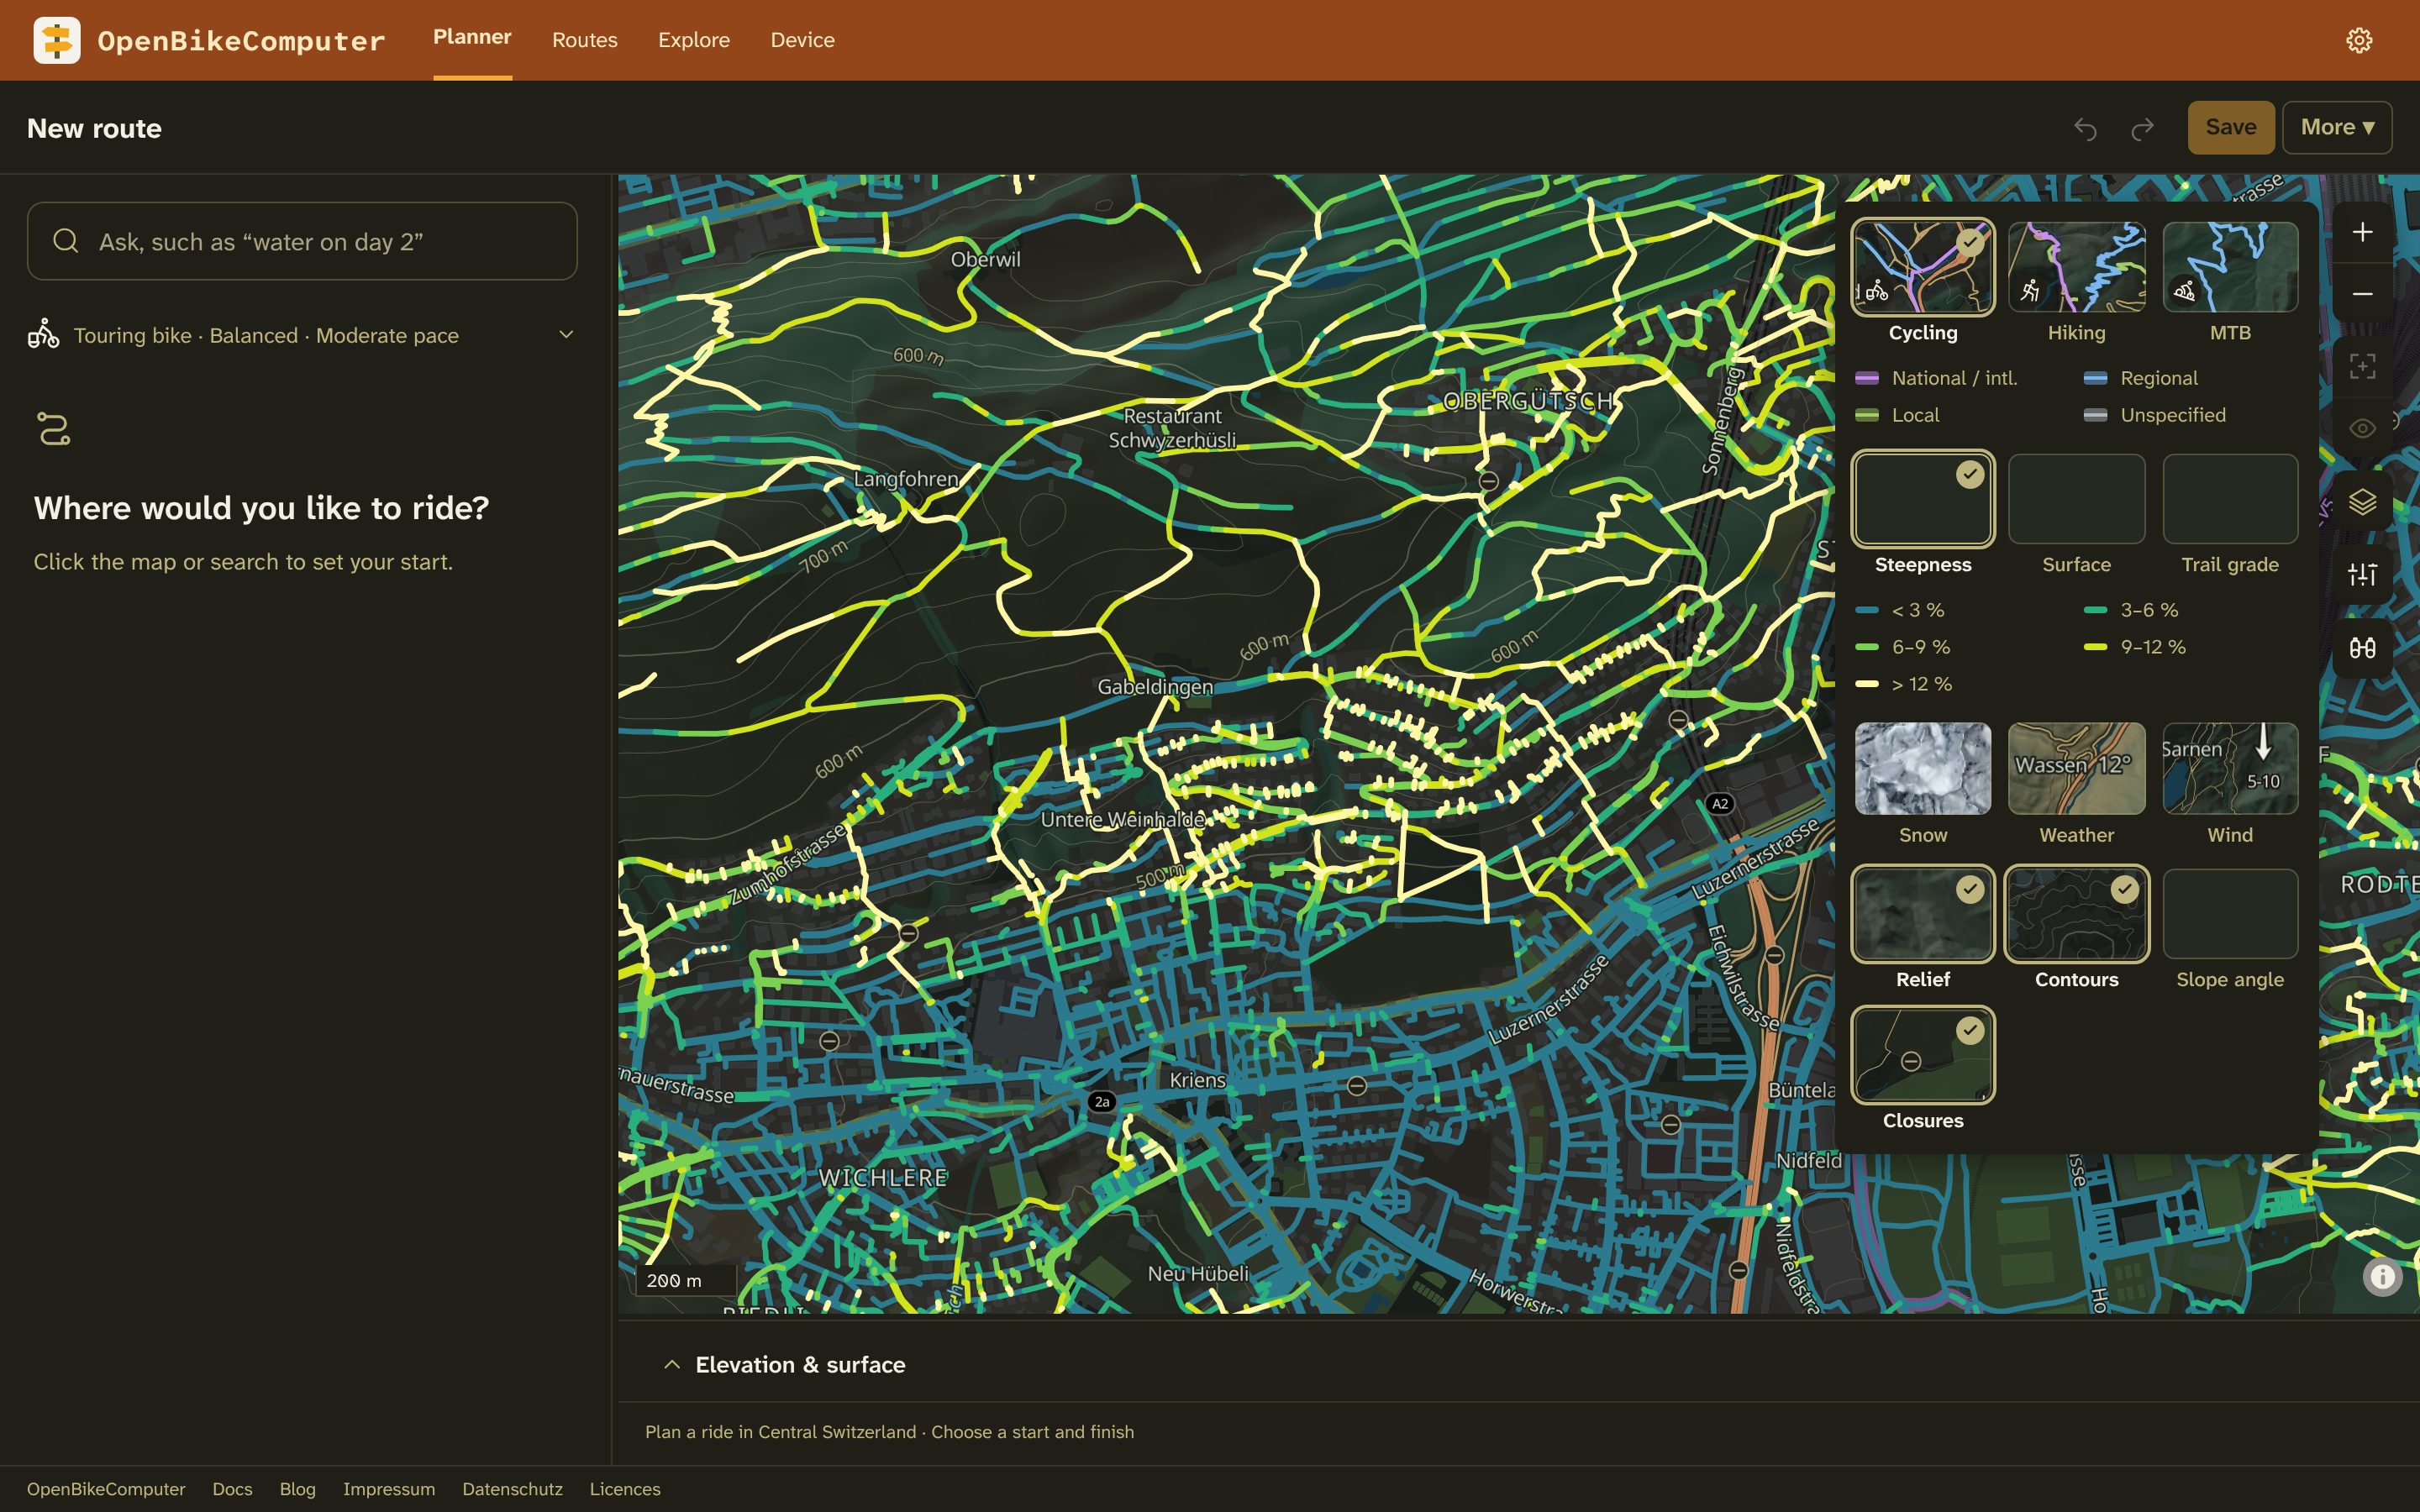 OpenBikeComputer
Planner
Routes
Explore
Device
New route
Save
More ▾
Ask, such as “water on day 2”
Touring bike · Balanced · Moderate pace
Where would you like to ride?
Click the map or search to set your start.
Oberwil
600 m
Restaurant
Schwyzerhüsli
OBERGÜTSCH
Sonnenberg
Langfohren
700 m
600 m
600 m
Gabeldingen
600 m
A2
Untere Weinhalde
Zumhofstrasse
500 m
Luzernerstrasse
Eichwilstrasse
Luzernerstrasse
Kriens
2a
nauerstrasse
Büntela
WICHLERE
Nidfeld
Neu Hübeli
Horwerstra
Nidfeldstra
200 m
strasse
RODTE
Cycling
Hiking
MTB
National / intl.
Regional
Local
Unspecified
Steepness
Surface
Trail grade
< 3 %
3–6 %
6–9 %
9–12 %
> 12 %
Sarnen
Wassen 12°
5-10
Snow
Weather
Wind
Relief
Contours
Slope angle
Closures
Elevation & surface
Plan a ride in Central Switzerland · Choose a start and finish
OpenBikeComputer
Docs
Blog
Impressum
Datenschutz
Licences